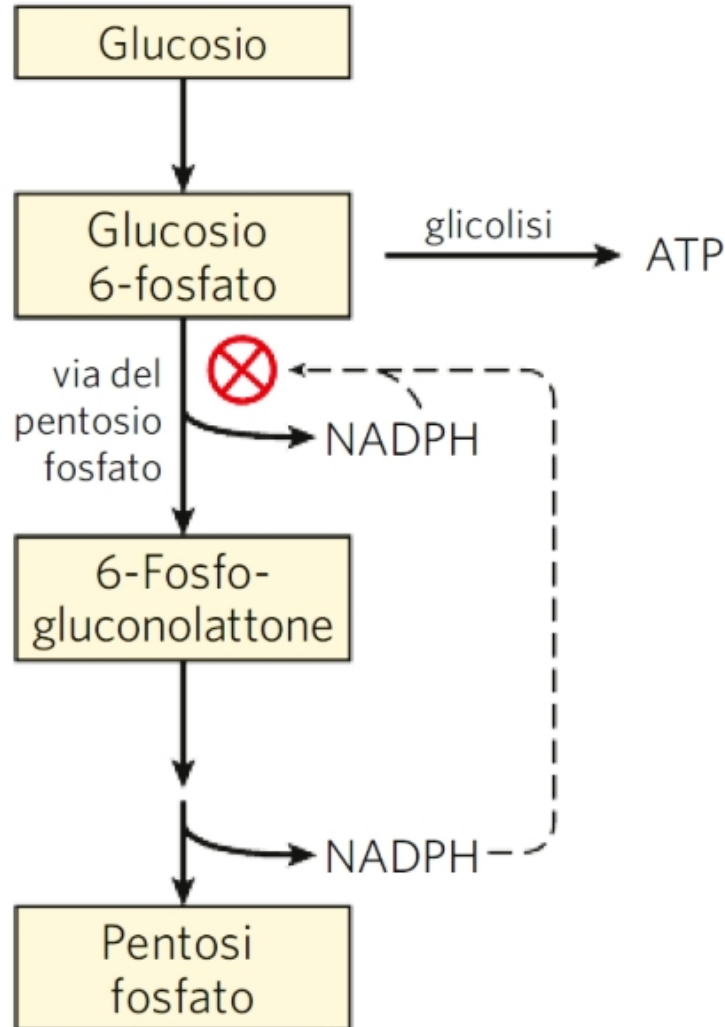 Glucosio
Glucosio
6-fosfato
glicolisi
ATP
via del
pentosio
fosfato
NADPH
6-Fosfo-
gluconolattone
NADPH
Pentosi
fosfato